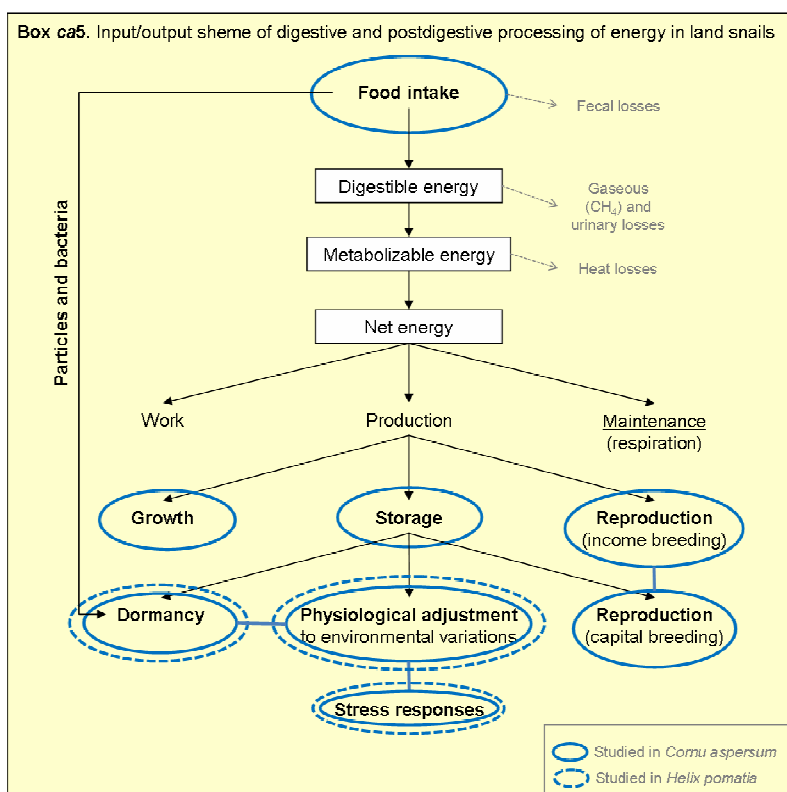 Box ca5. Input/output sheme of digestive and postdigestive processing of energy in land snails
Food intake
Fecal losses
Digestible energy
Gaseous
(CH₄) and
urinary losses
Metabolizable energy
Heat losses
Net energy
Particles and bacteria
Work
Production
Maintenance
(respiration)
Growth
Storage
Reproduction
(income breeding)
Dormancy
Physiological adjustment
to environmental variations
Reproduction
(capital breeding)
Stress responses
Studied in Cornu aspersum
Studied in Helix pomatia